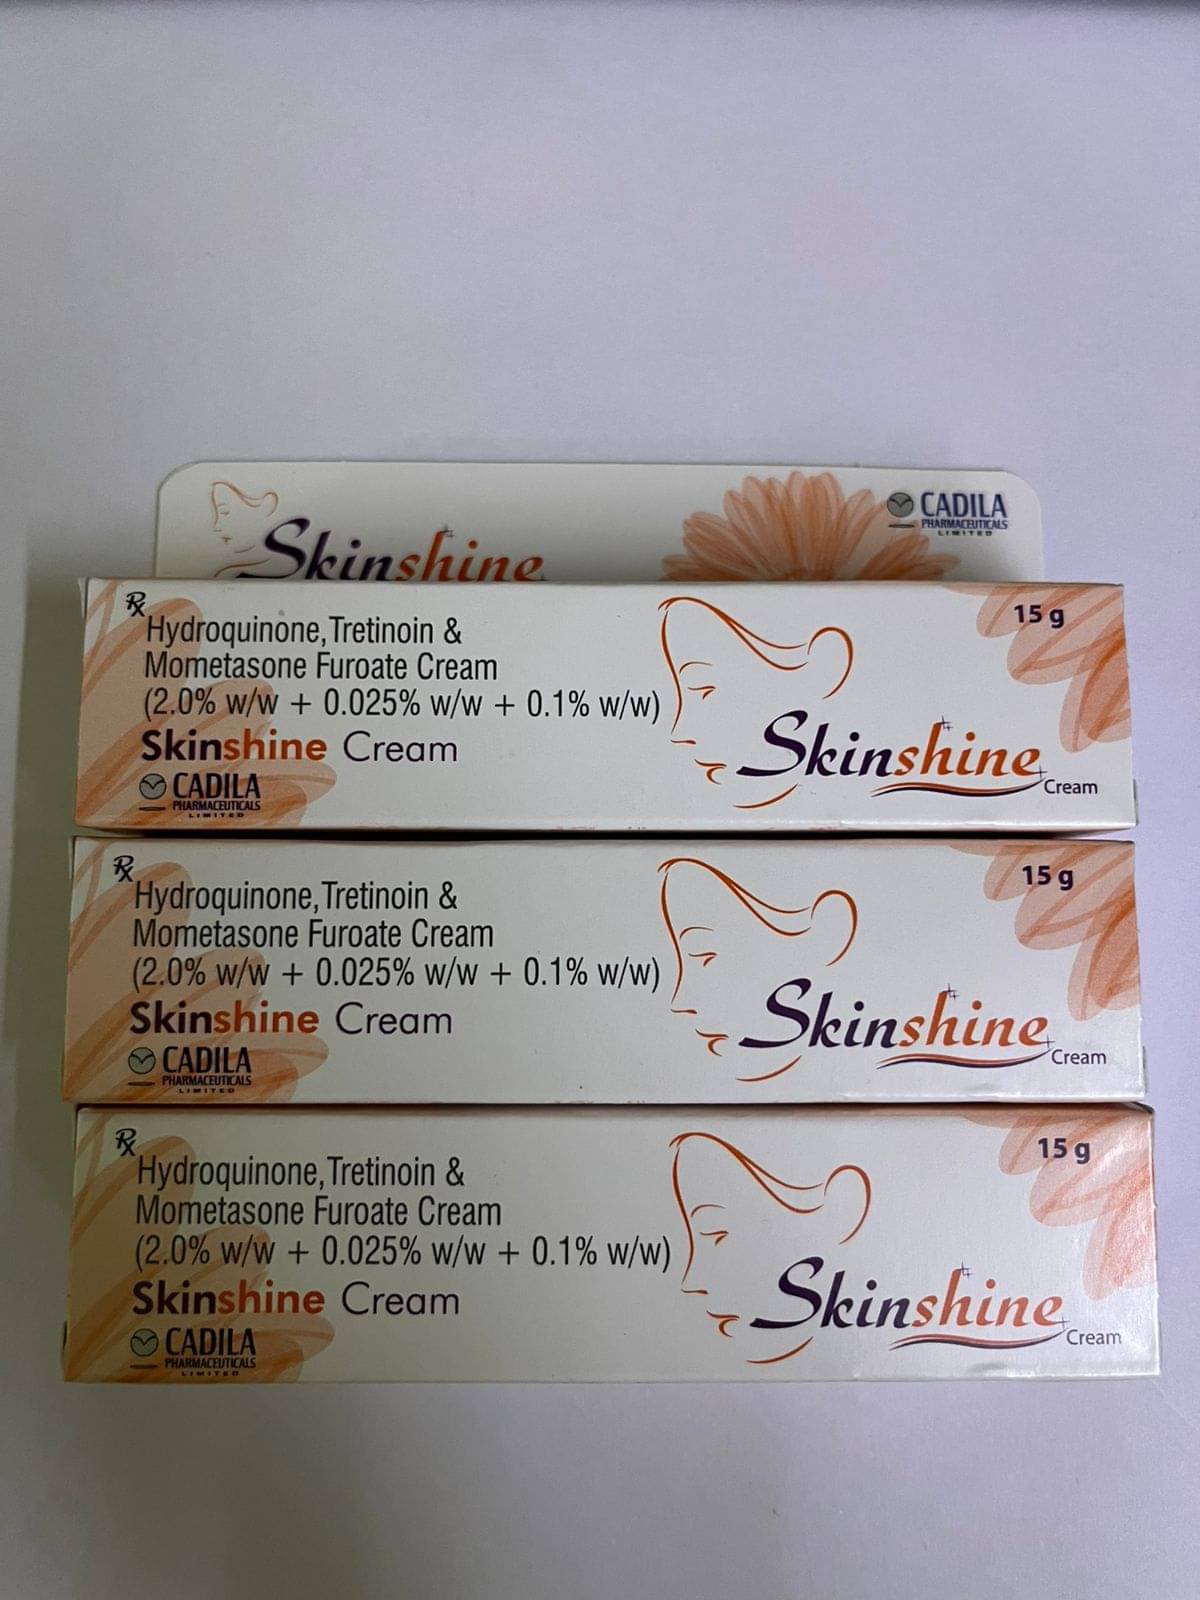 Skinshine
CADILA
PHARMACEUTICALS
LIMITED
Rx
Hydroquinone, Tretinoin &
Mometasone Furoate Cream
(2.0% w/w + 0.025% w/w + 0.1% w/w)
Skinshine Cream
CADILA
PHARMACEUTICALS
LIMITED
15 g
Skinshine
Cream
Rx
Hydroquinone, Tretinoin &
Mometasone Furoate Cream
(2.0% w/w + 0.025% w/w + 0.1% w/w)
Skinshine Cream
CADILA
PHARMACEUTICALS
LIMITED
15 g
Skinshine
Cream
Rx
Hydroquinone, Tretinoin &
Mometasone Furoate Cream
(2.0% w/w + 0.025% w/w + 0.1% w/w)
Skinshine Cream
CADILA
PHARMACEUTICALS
LIMITED
15 g
Skinshine
Cream